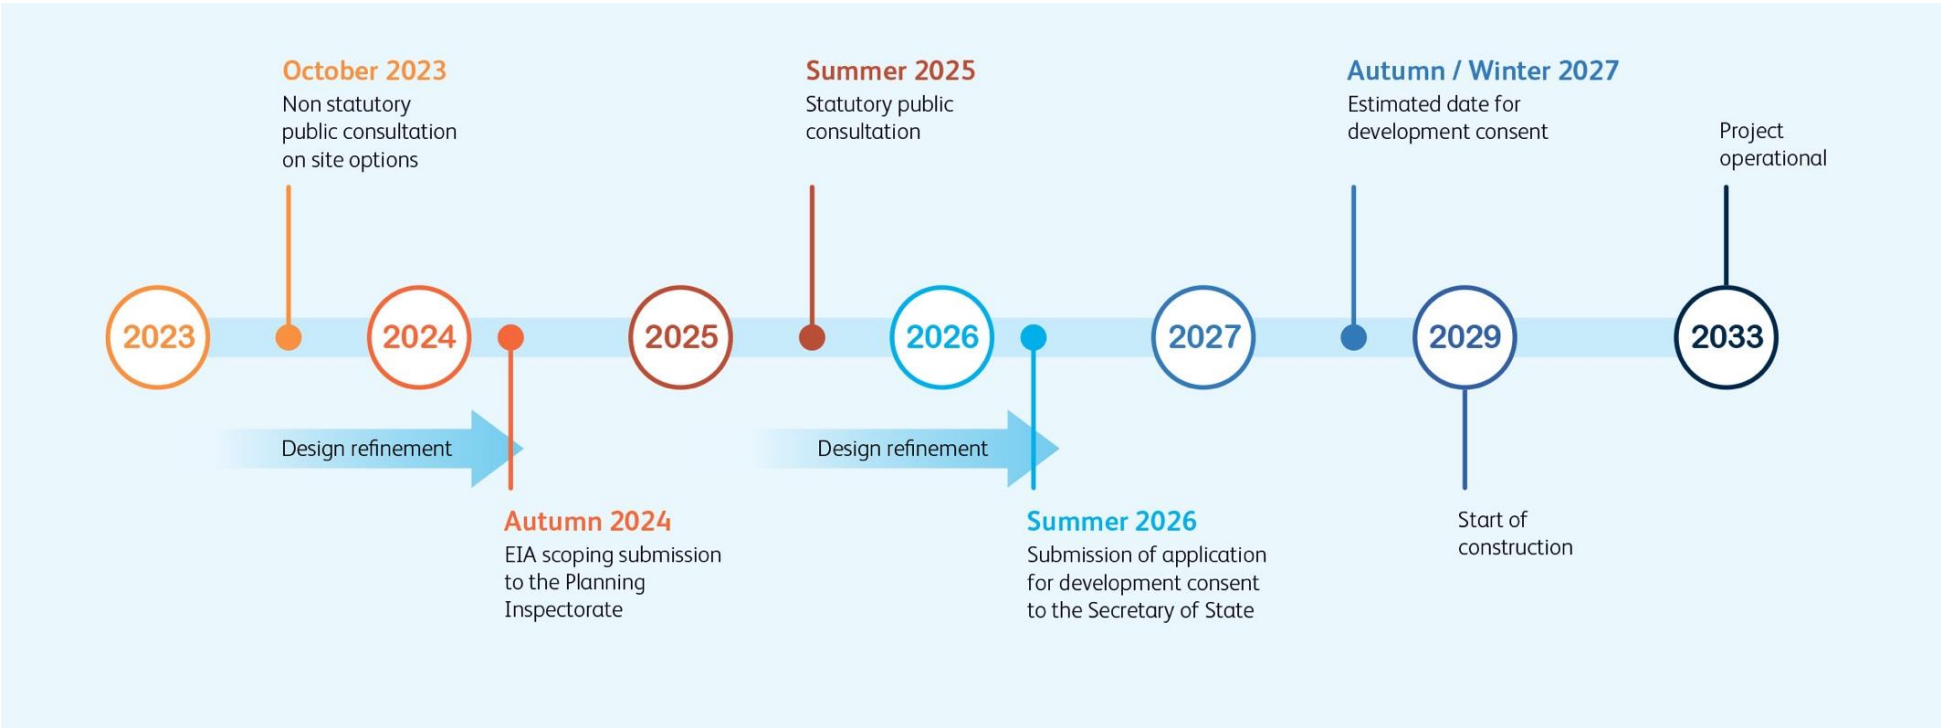 October 2023
Non statutory
public consultation
on site options
Summer 2025
Statutory public
consultation
Autumn / Winter 2027
Estimated date for
development consent
Project
operational
2023
2024
2025
2026
2027
2029
2033
Design refinement
Design refinement
Autumn 2024
EIA scoping submission
to the Planning
Inspectorate
Summer 2026
Submission of application
for development consent
to the Secretary of State
Start of
construction